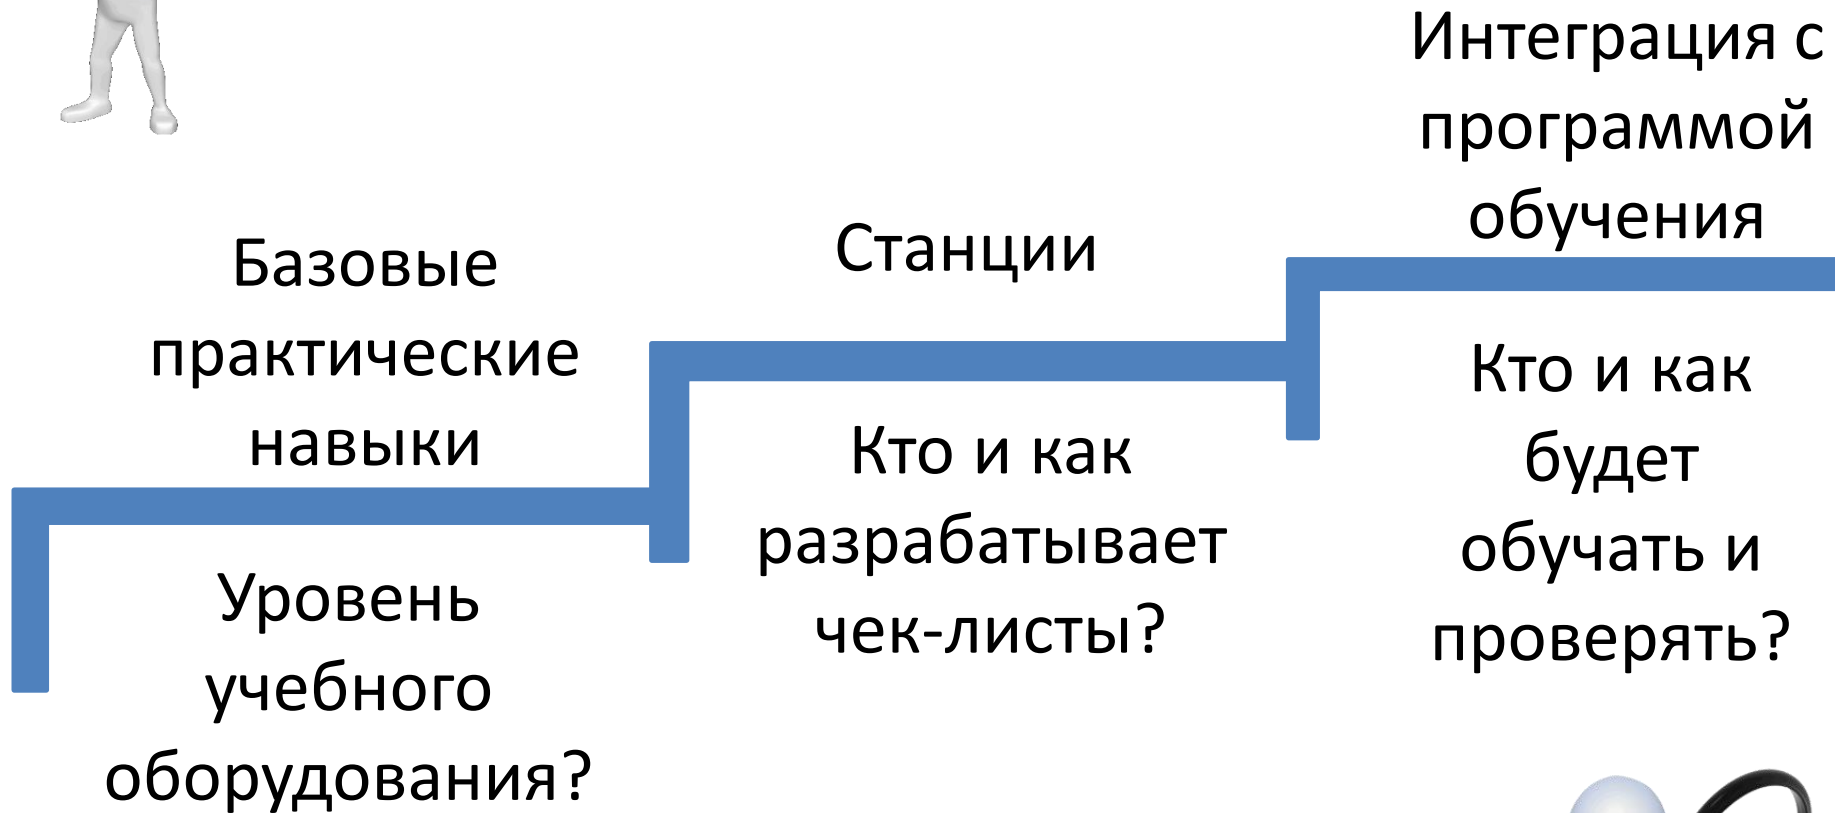 Базовые
практические
навыки
Уровень
учебного
оборудования?
Станции
Кто и как
разрабатывает
чек-листы?
Интеграция с
программой
обучения
Кто и как
будет
обучать и
проверять?